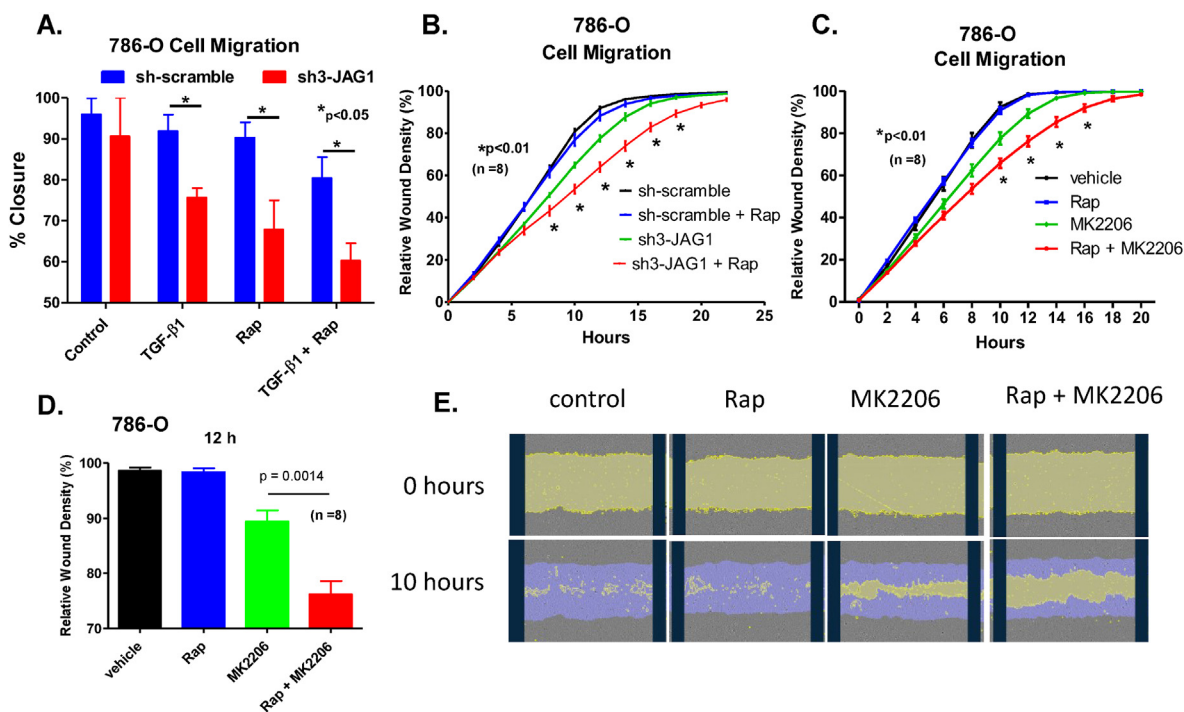 A.
786-O Cell Migration
sh-scramble
sh3-JAG1
% Closure
100
90
80
70
60
50
*
*
*p<0.05
*
Control
TGF-β1
Rap
TGF-β1 + Rap
B.
786-O
Cell Migration
Relative Wound Density (%)
100
80
60
40
20
0
*p<0.01
(n =8)
* * * * * *
sh-scramble
sh-scramble + Rap
sh3-JAG1
sh3-JAG1 + Rap
0 5 10 15 20 25
Hours
C.
786-O
Cell Migration
Relative Wound Density (%)
100
80
60
40
20
0
*p<0.01
(n =8)
* * * *
vehicle
Rap
MK2206
Rap + MK2206
0 2 4 6 8 10 12 14 16 18 20
Hours
D.
786-O
12 h
Relative Wound Density (%)
100
90
80
70
p = 0.0014
(n =8)
vehicle
Rap
MK2206
Rap + MK2206
E.
control Rap MK2206 Rap + MK2206
0 hours
10 hours